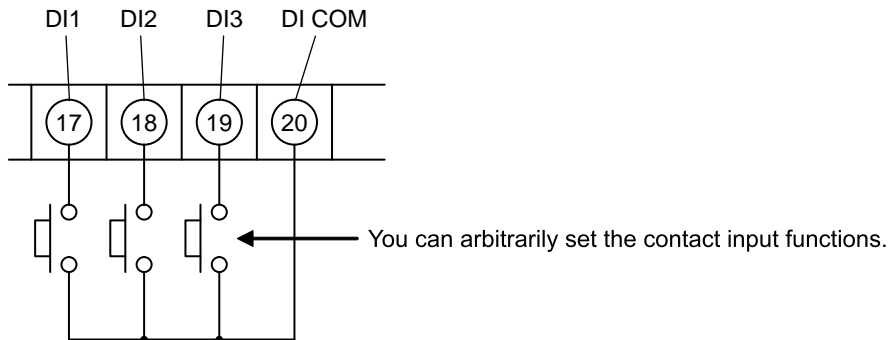 DI1 DI2 DI3 DI COM
17 18 19 20
You can arbitrarily set the contact input functions.